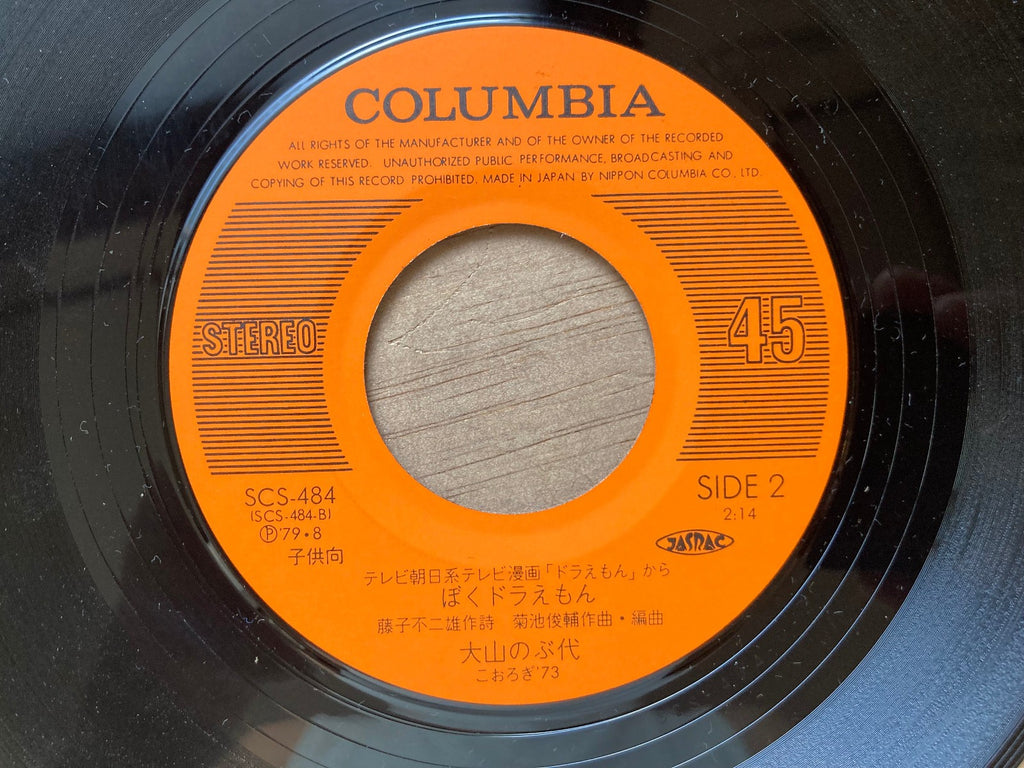 COLUMBIA
ALL RIGHTS OF THE MANUFACTURER AND OF THE OWNER OF THE RECORDED
WORK RESERVED. UNAUTHORIZED PUBLIC PERFORMANCE, BROADCASTING AND
COPYING OF THIS RECORD PROHIBITED. MADE IN JAPAN BY NIPPON COLUMBIA CO., LTD.
STEREO
45
SCS-484
(SCS-484-B)
Ⓟ'79・8
子供向
SIDE 2
2:14
JASRAC
テレビ朝日系テレビ漫画「ドラえもん」から
ぼくドラえもん
藤子不二雄作詩 菊池俊輔作曲・編曲
大山のぶ代
こおろぎ'73